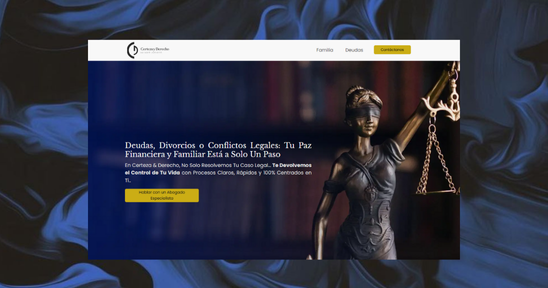 Certeza Derecho
Familia
Deudas
Contáctanos
Deudas, Divorcios o Conflictos Legales: Tu Paz
Financiera y Familiar Está a Solo Un Paso
En Certeza & Derecho, No Solo Resolvemos Tu Caso Legal... Te Devolvemos
el Control de Tu Vida con Procesos Claros, Rápidos y 100% Centrados en
Ti.
Hablar con un Abogado
Especialista